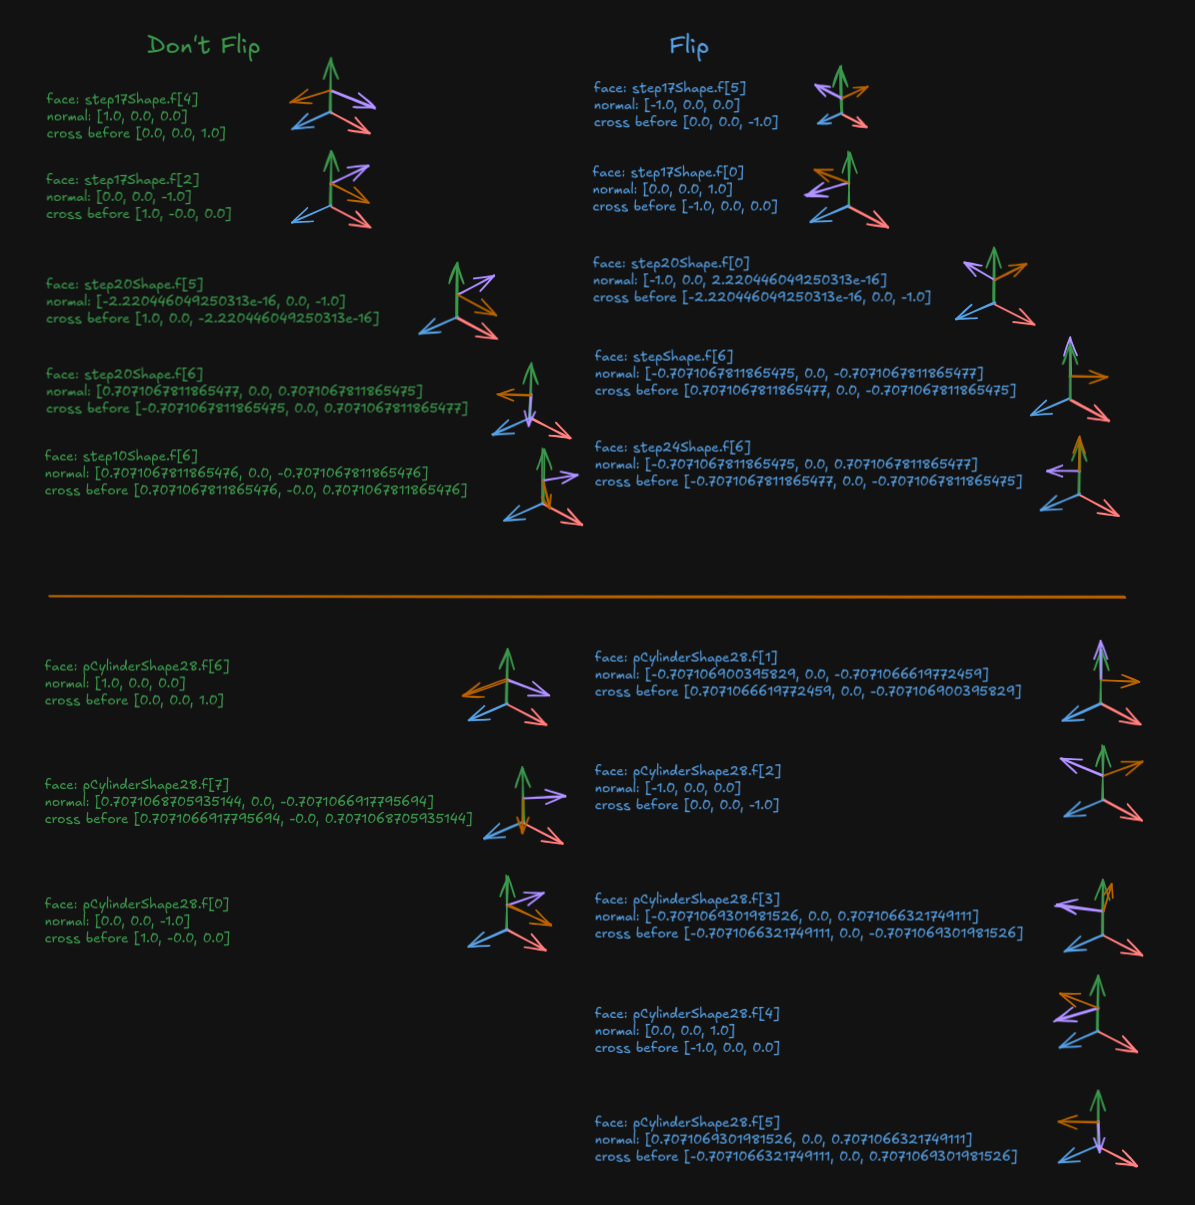 Don't Flip
face: step17Shape.f[4]
normal: [1.0, 0.0, 0.0]
cross before [0.0, 0.0, 1.0]
face: step17Shape.f[2]
normal: [0.0, 0.0, -1.0]
cross before [1.0, -0.0, 0.0]
face: step20Shape.f[5]
normal: [-2.220446049250313e-16, 0.0, -1.0]
cross before [1.0, 0.0, -2.220446049250313e-16]
face: step20Shape.f[6]
normal: [0.7071067811865477, 0.0, 0.7071067811865475]
cross before [-0.7071067811865475, 0.0, 0.7071067811865477]
face: step10Shape.f[6]
normal: [0.7071067811865476, 0.0, -0.7071067811865476]
cross before [0.7071067811865476, -0.0, 0.7071067811865476]
Flip
face: step17Shape.f[5]
normal: [-1.0, 0.0, 0.0]
cross before [0.0, 0.0, -1.0]
face: step17Shape.f[0]
normal: [0.0, 0.0, 1.0]
cross before [-1.0, 0.0, 0.0]
face: step20Shape.f[0]
normal: [-1.0, 0.0, 2.220446049250313e-16]
cross before [-2.220446049250313e-16, 0.0, -1.0]
face: stepShape.f[6]
normal: [-0.7071067811865475, 0.0, -0.7071067811865477]
cross before [0.7071067811865477, 0.0, -0.7071067811865475]
face: step24Shape.f[6]
normal: [-0.7071067811865475, 0.0, 0.7071067811865477]
cross before [-0.7071067811865477, 0.0, -0.7071067811865475]
face: pCylinderShape28.f[6]
normal: [1.0, 0.0, 0.0]
cross before [0.0, 0.0, 1.0]
face: pCylinderShape28.f[7]
normal: [0.7071068705935144, 0.0, -0.7071066917795694]
cross before [0.7071066917795694, -0.0, 0.7071068705935144]
face: pCylinderShape28.f[0]
normal: [0.0, 0.0, -1.0]
cross before [1.0, -0.0, 0.0]
face: pCylinderShape28.f[1]
normal: [-0.707106900395829, 0.0, -0.7071066619772459]
cross before [0.7071066619772459, 0.0, -0.707106900395829]
face: pCylinderShape28.f[2]
normal: [-1.0, 0.0, 0.0]
cross before [0.0, 0.0, -1.0]
face: pCylinderShape28.f[3]
normal: [-0.7071069301981526, 0.0, 0.7071066321749111]
cross before [-0.7071066321749111, 0.0, -0.7071069301981526]
face: pCylinderShape28.f[4]
normal: [0.0, 0.0, 1.0]
cross before [-1.0, 0.0, 0.0]
face: pCylinderShape28.f[5]
normal: [0.7071069301981526, 0.0, 0.7071066321749111]
cross before [-0.7071066321749111, 0.0, 0.7071069301981526]